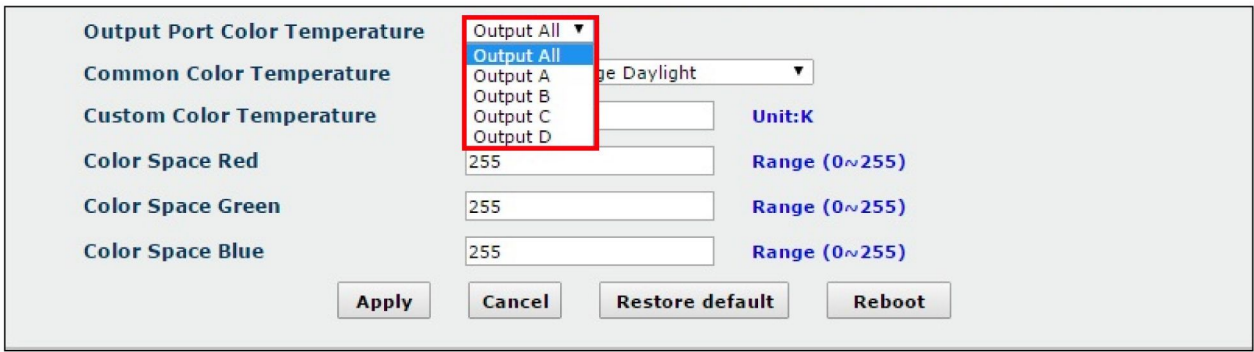 Output Port Color Temperature Output All
Output All
Output A
Output B
Output C
Output D
Common Color Temperature Daylight
Custom Color Temperature Unit:K
Color Space Red 255 Range (0~255)
Color Space Green 255 Range (0~255)
Color Space Blue 255 Range (0~255)
Apply Cancel Restore default Reboot